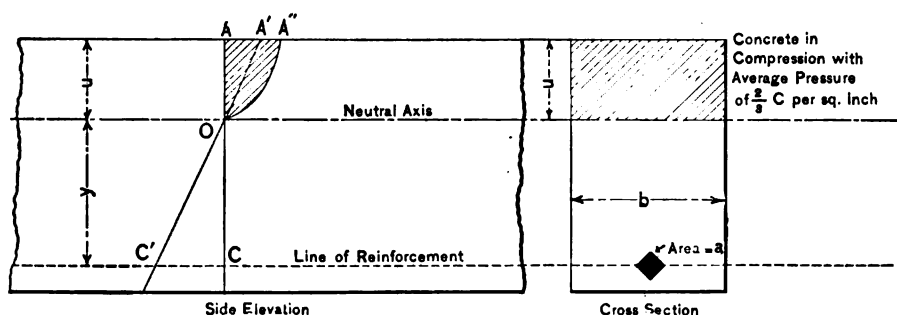 A A' A"
u
O
Neutral Axis
y
C' C
Line of Reinforcement
Side Elevation
u
Concrete in
Compression with
Average Pressure
of 2/3 C per sq. Inch
b
Area = a
Cross Section